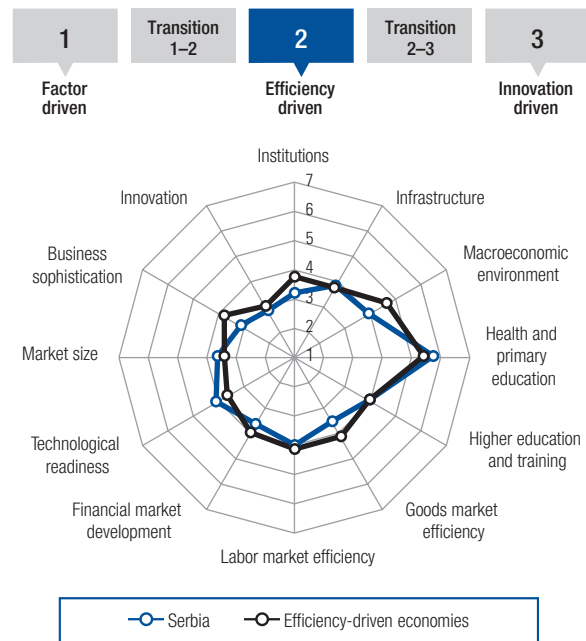 1
Transition
1–2
2
Transition
2–3
3
Factor
driven
Efficiency
driven
Innovation
driven
Institutions
Infrastructure
Macroeconomic
environment
Health and
primary
education
Higher education
and training
Goods market
efficiency
Labor market efficiency
Financial market
development
Technological
readiness
Market size
Business
sophistication
Innovation
7
6
5
4
3
2
1
Serbia
Efficiency-driven economies